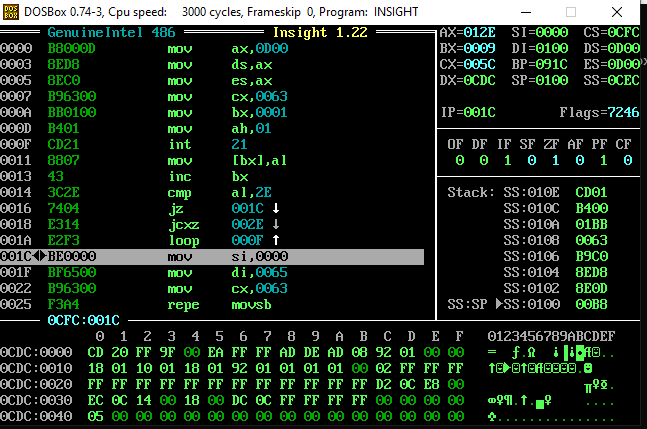 DOSBox 0.74-3, Cpu speed:    3000 cycles, Frameskip  0, Program:  INSIGHT
GenuineIntel 486          Insight 1.22
AX=012E  SI=0000  CS=0CFC
BX=0009  DI=0100  DS=0D00
CX=005C  BP=091C  ES=0D00
DX=0CDC  SP=0100  SS=0CEC
IP=001C        Flags=7246
OF DF IF SF ZF AF PF CF
0  0  1  0  1  0  1  0
0000  B8000D        mov     ax,0D00
0003  8ED8          mov     ds,ax
0005  8EC0          mov     es,ax
0007  B96300        mov     cx,0063
000A  BB0100        mov     bx,0001
000D  B401          mov     ah,01
000F  CD21          int     21
0011  8807          mov     [bx],al
0013  43            inc     bx
0014  3C2E          cmp     al,2E
0016  7404          jz      001C ↓
0018  E314          jcxz    002E ↓
001A  E2F3          loop    000F ↑
001C◄►BE0000        mov     si,0000
001F  BF6500        mov     di,0065
0022  B96300        mov     cx,0063
0025  F3A4          repe    movsb
Stack:  SS:010E  CD01
SS:010C  B400
SS:010A  01BB
SS:0108  0063
SS:0106  B9C0
SS:0104  8ED8
SS:0102  8E0D
SS:SP ►SS:0100  00B8
0CFC:001C
0  1  2  3  4  5  6  7  8  9  A  B  C  D  E  F   0123456789ABCDEF
0CDC:0000  CD 20 FF 9F 00 EA FF FF AD DE AD 08 92 01 00 00
0CDC:0010  18 01 10 01 18 01 92 01 01 01 01 00 02 FF FF FF
0CDC:0020  FF FF FF FF FF FF FF FF FF FF FF FF D2 0C E8 00
0CDC:0030  EC 0C 14 00 18 00 DC 0C FF FF FF FF 00 00 00 00
0CDC:0040  05 00 00 00 00 00 00 00 00 00 00 00 00 00 00 00